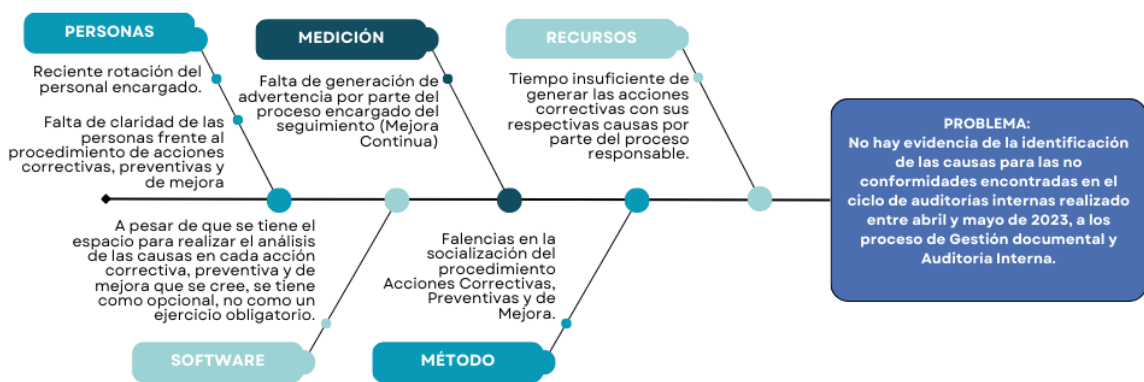 PERSONAS
Reciente rotación del
personal encargado.
Falta de claridad de las
personas frente al
procedimiento de acciones
correctivas, preventivas y
de mejora
MEDICIÓN
Falta de generación de
advertencia por parte del
proceso encargado del
seguimiento (Mejora
Continua)
RECURSOS
Tiempo insuficiente de
generar las acciones
correctivas con sus
respectivas causas por
parte del proceso
responsable.
PROBLEMA:
No hay evidencia de la identificación
de las causas para las no
conformidades encontradas en el
ciclo de auditorías internas realizado
entre abril y mayo de 2023, a los
proceso de Gestión documental y
Auditoría Interna.
A pesar de que se tiene el
espacio para realizar el análisis
de las causas en cada acción
correctiva, preventiva y de
mejora que se cree, se tiene
como opcional, no como un
ejercicio obligatorio.
SOFTWARE
Falencias en la
socialización del
procedimiento
Acciones Correctivas,
Preventivas y de
Mejora.
MÉTODO